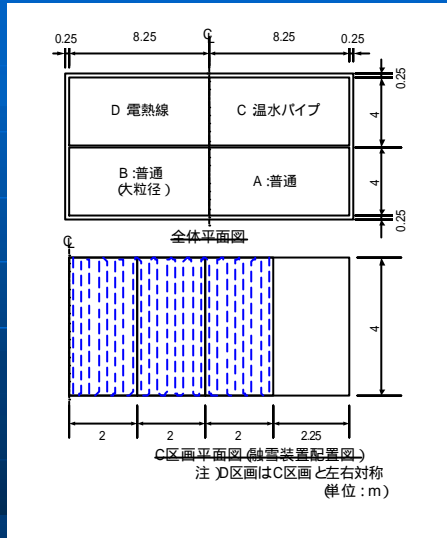 0.25 8.25 8.25 0.25
℄
0.25
D 電熱線 C 温水パイプ
4
B :普通
(大粒径) A :普通
4
0.25
全体平面図
℄
4
2 2 2 2.25
C区画平面図(融雪装置配置図)
注)D区画はC区画と左右対称
(単位:m)